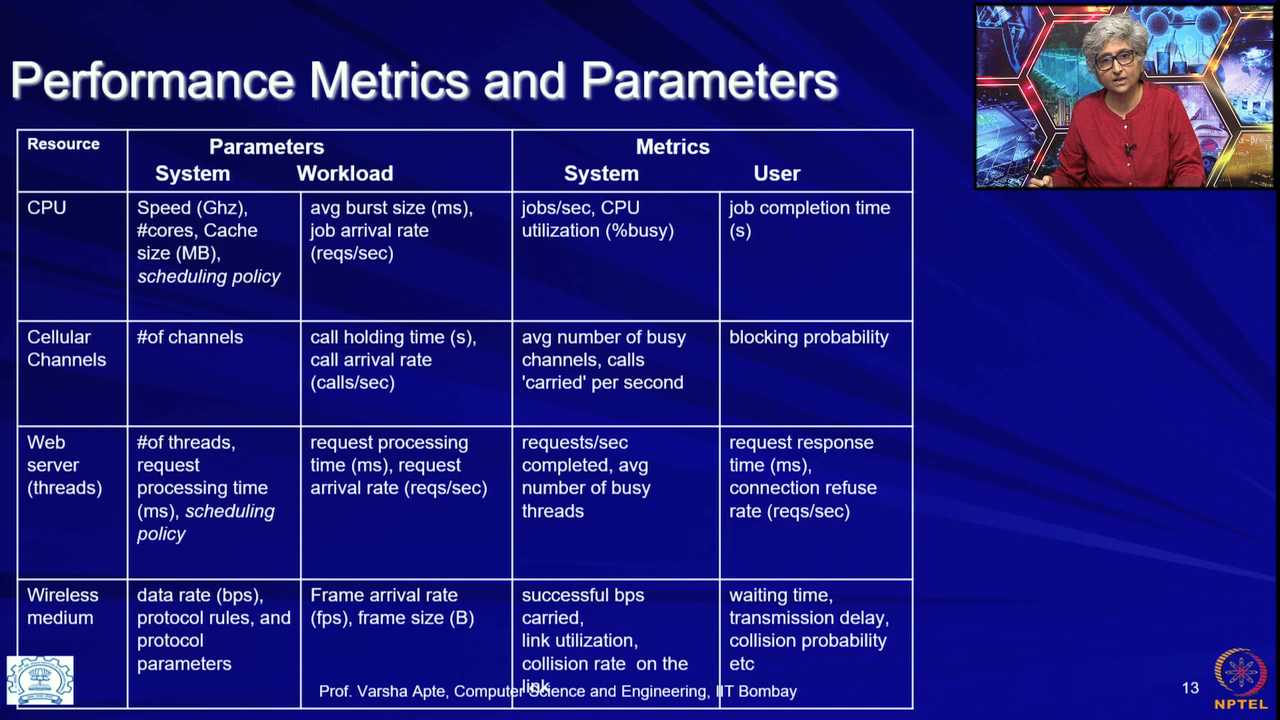 Performance Metrics and Parameters
Resource
Parameters
System Workload
Metrics
System User
CPU
Speed (Ghz),
#cores, Cache
size (MB),
scheduling policy
avg burst size (ms),
job arrival rate
(reqs/sec)
jobs/sec, CPU
utilization (%busy)
job completion time
(s)
Cellular
Channels
#of channels
call holding time (s),
call arrival rate
(calls/sec)
avg number of busy
channels, calls
'carried' per second
blocking probability
Web
server
(threads)
#of threads,
request
processing time
(ms), scheduling
policy
request processing
time (ms), request
arrival rate (reqs/sec)
requests/sec
completed, avg
number of busy
threads
request response
time (ms),
connection refuse
rate (reqs/sec)
Wireless
medium
data rate (bps),
protocol rules, and
protocol
parameters
Frame arrival rate
(fps), frame size (B)
successful bps
carried,
link utilization,
collision rate on the
link
waiting time,
transmission delay,
collision probability
etc
Prof. Varsha Apte, Computer Science and Engineering, IIT Bombay
13
NPTEL